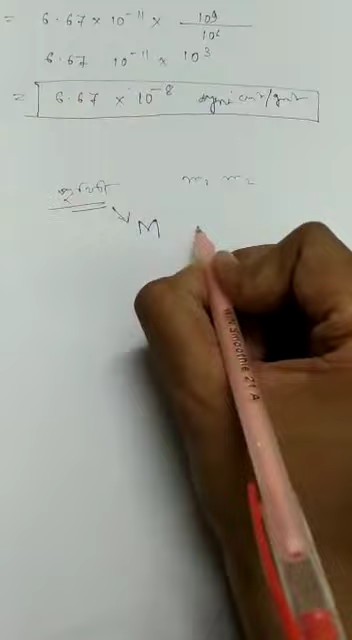 = 6.67 × 10⁻¹¹ × 10⁹/10⁶
6.67 10⁻¹¹ × 10³
= 6.67 × 10⁻⁸ dyne cm²/gm²
m₁ m₂
M